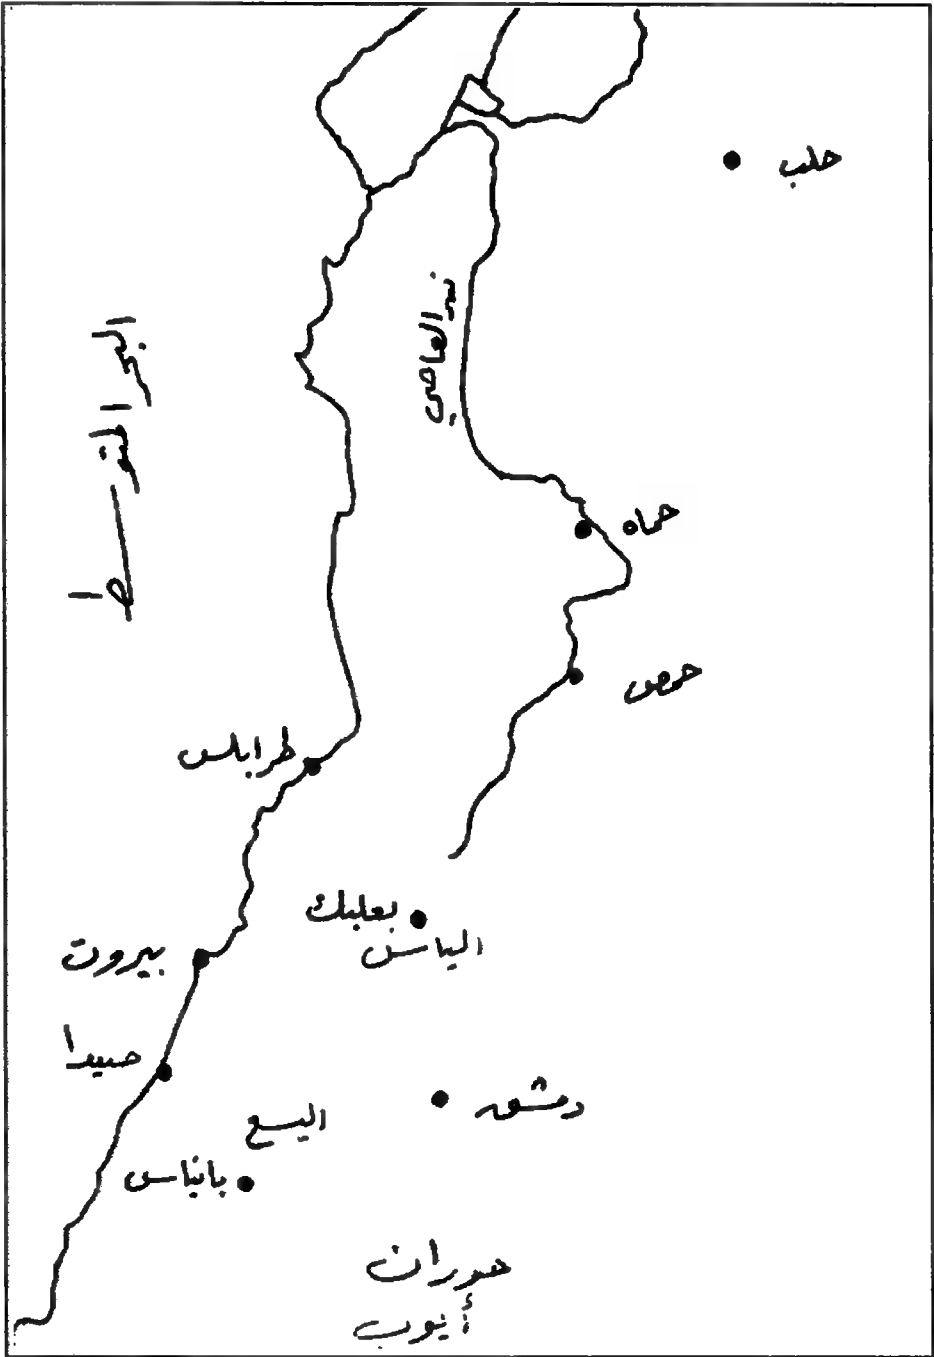 حلب
نهر العاصي
البحر المتوسط
حماه
حمص
طرابلس
بعلبك
الياس
بيروت
صيدا
دمشق
اليسع
بانياس
حوران
أيوب